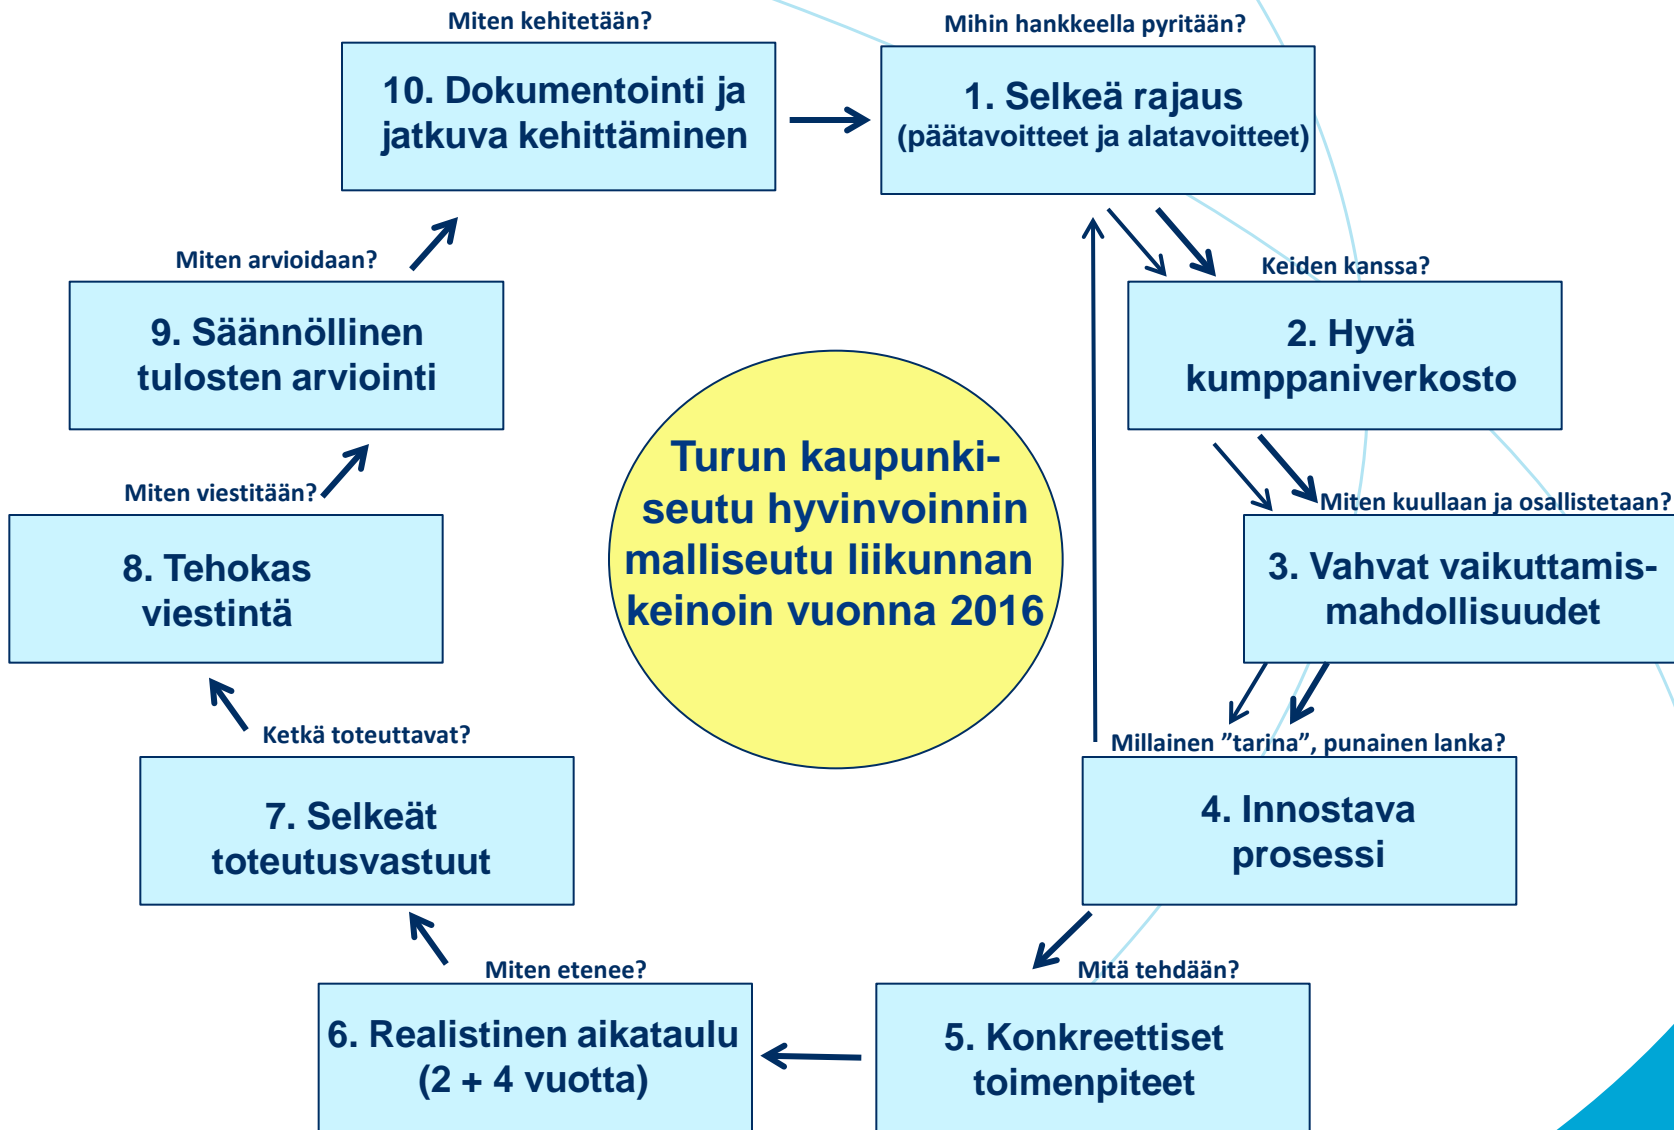 Miten kehitetään?
10. Dokumentointi ja
jatkuva kehittäminen
Mihin hankkeella pyritään?
1. Selkeä rajaus
(päätavoitteet ja alatavoitteet)
Keiden kanssa?
2. Hyvä
kumppaniverkosto
Miten kuullaan ja osallistetaan?
3. Vahvat vaikuttamis-
mahdollisuudet
Millainen ”tarina”, punainen lanka?
4. Innostava
prosessi
Mitä tehdään?
5. Konkreettiset
toimenpiteet
Miten etenee?
6. Realistinen aikataulu
(2 + 4 vuotta)
Ketkä toteuttavat?
7. Selkeät
toteutusvastuut
Miten viestitään?
8. Tehokas
viestintä
Miten arvioidaan?
9. Säännöllinen
tulosten arviointi
Turun kaupunki-
seutu hyvinvoinnin
malliseutu liikunnan
keinoin vuonna 2016